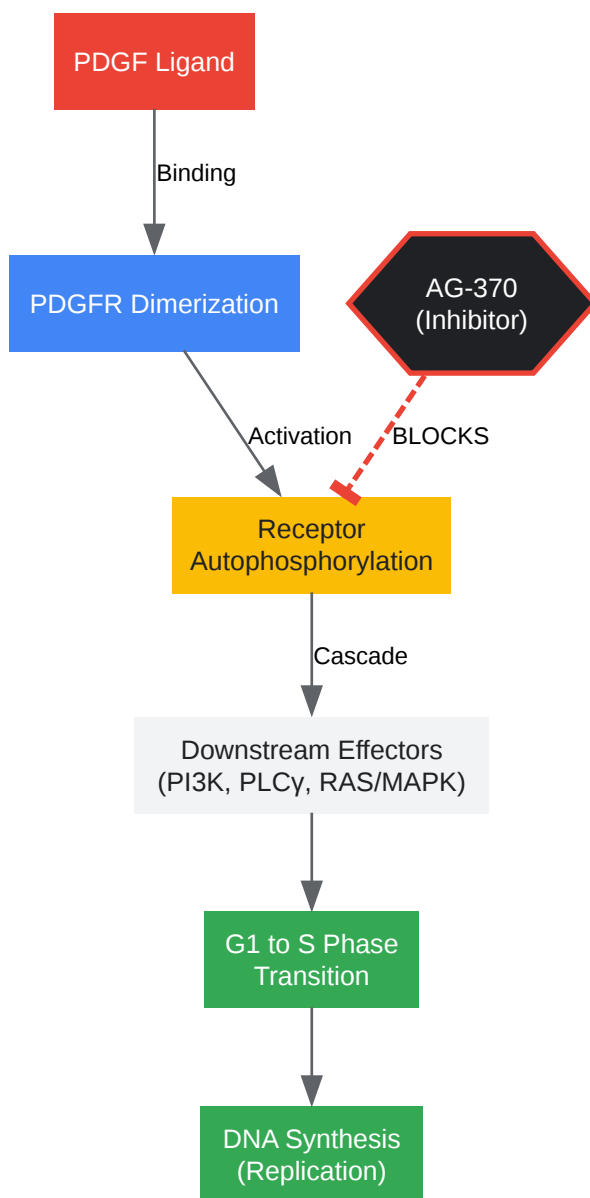 PDGF Ligand
Binding
PDGFR Dimerization
AG-370
(Inhibitor)
Activation
BLOCKS
Receptor
Autophosphorylation
Cascade
Downstream Effectors
(PI3K, PLCγ, RAS/MAPK)
G1 to S Phase
Transition
DNA Synthesis
(Replication)